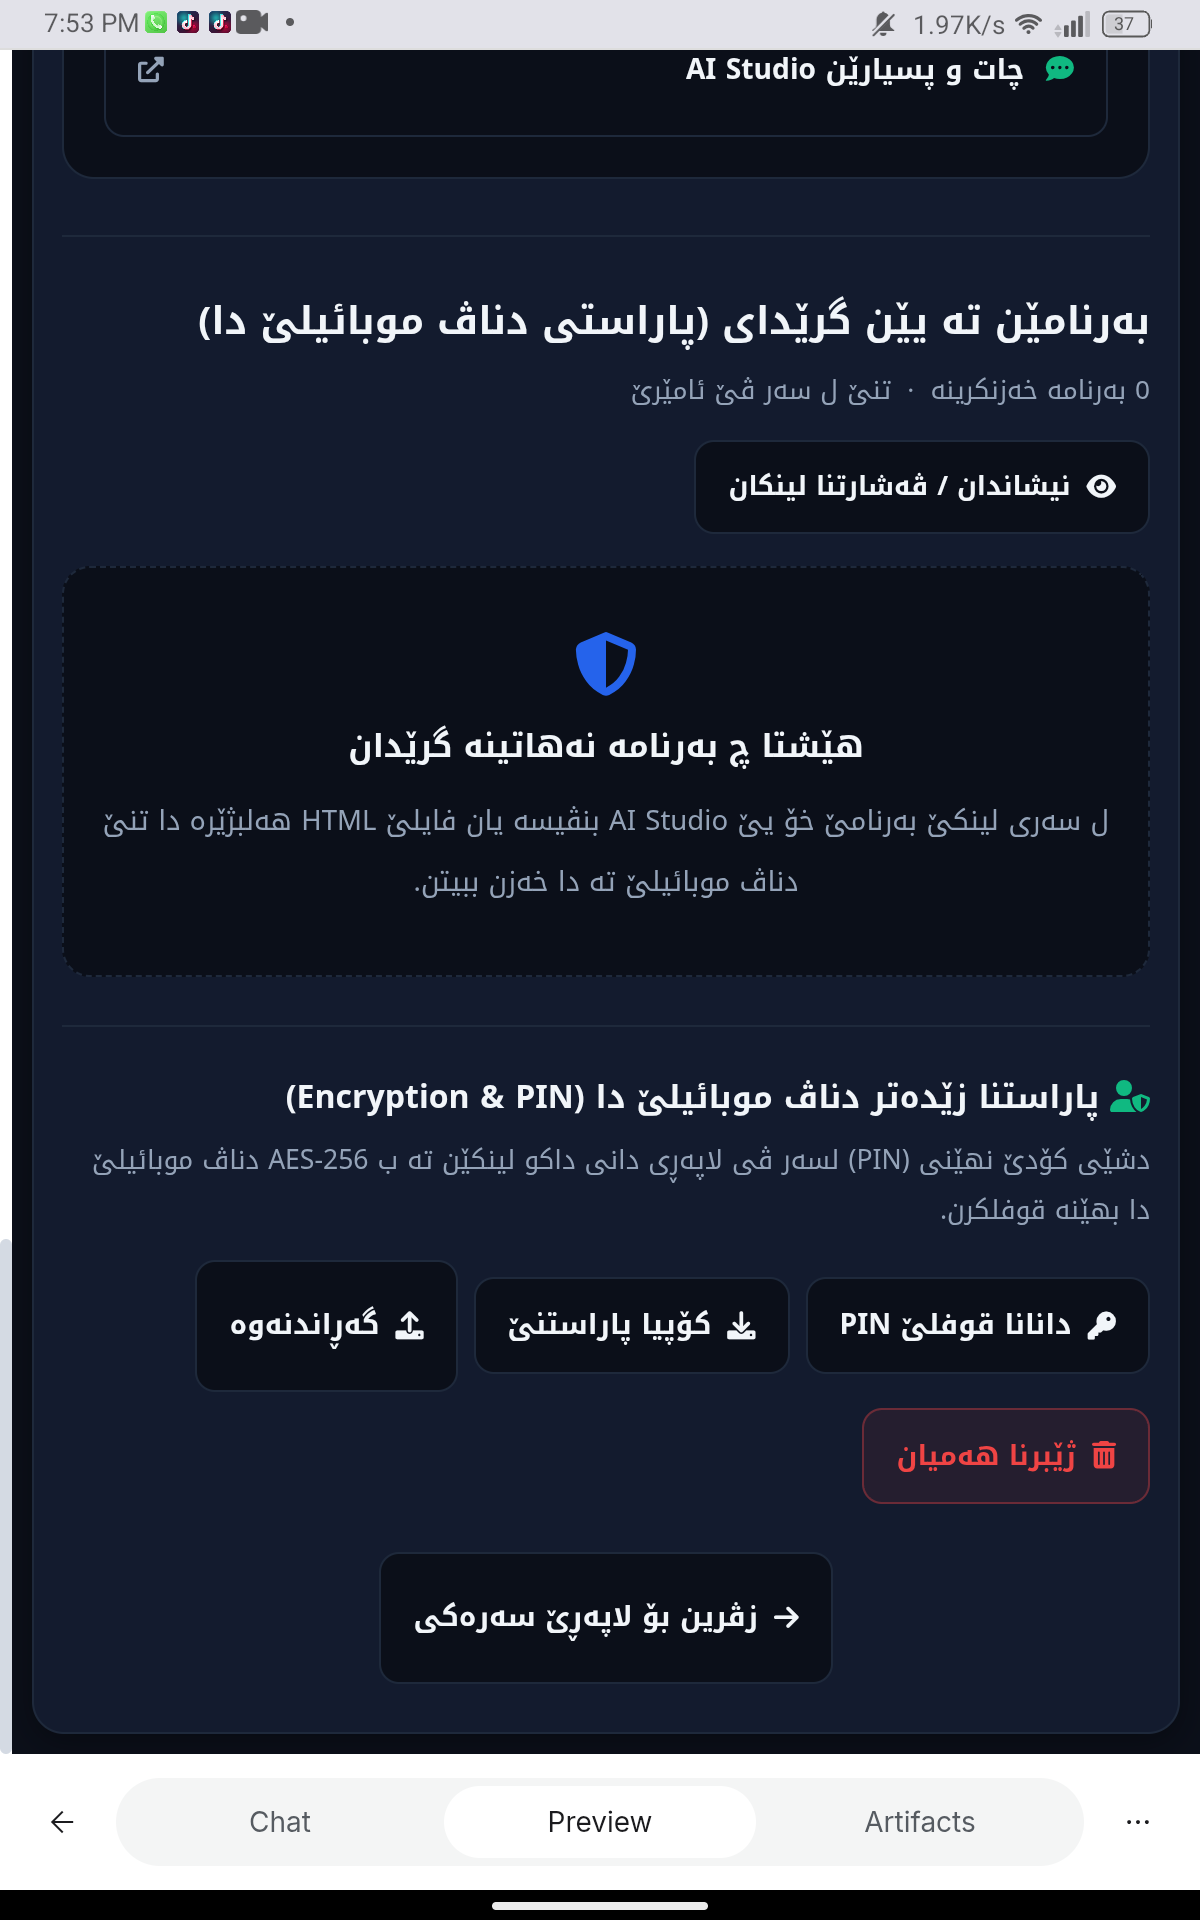 7:53 PM
1.97K/s
37
چات و پسیارێن AI Studio
بەرنامێن تە یێن گرێدای (پاراستی دناڤ موبائیلێ دا)
0 بەرنامە خەزنکرینە · تنێ ل سەر ڤێ ئامێرێ
نیشاندان / ڤەشارتنا لینکان
هێشتا چ بەرنامە نەهاتینە گرێدان
ل سەری لینکێ بەرنامێ خۆ یێ AI Studio بنڤیسە یان فایلێ HTML هەلبژێرە دا تنێ
دناڤ موبائیلێ تە دا خەزن ببیتن.
پاراستنا زێدەتر دناڤ موبائیلێ دا (Encryption & PIN)
دشێی کۆدێ نهێنی (PIN) لسەر ڤی لاپەڕی دانی داکو لینکێن تە ب AES-256 دناڤ موبائیلێ
دا بهێنە قوفلکرن.
دانانا قوفلێ PIN
کۆپیا پاراستنێ
گەڕاندنەوە
ژێبرنا هەمیان
زڤرین بۆ لاپەڕێ سەرەکی
Chat
Preview
Artifacts